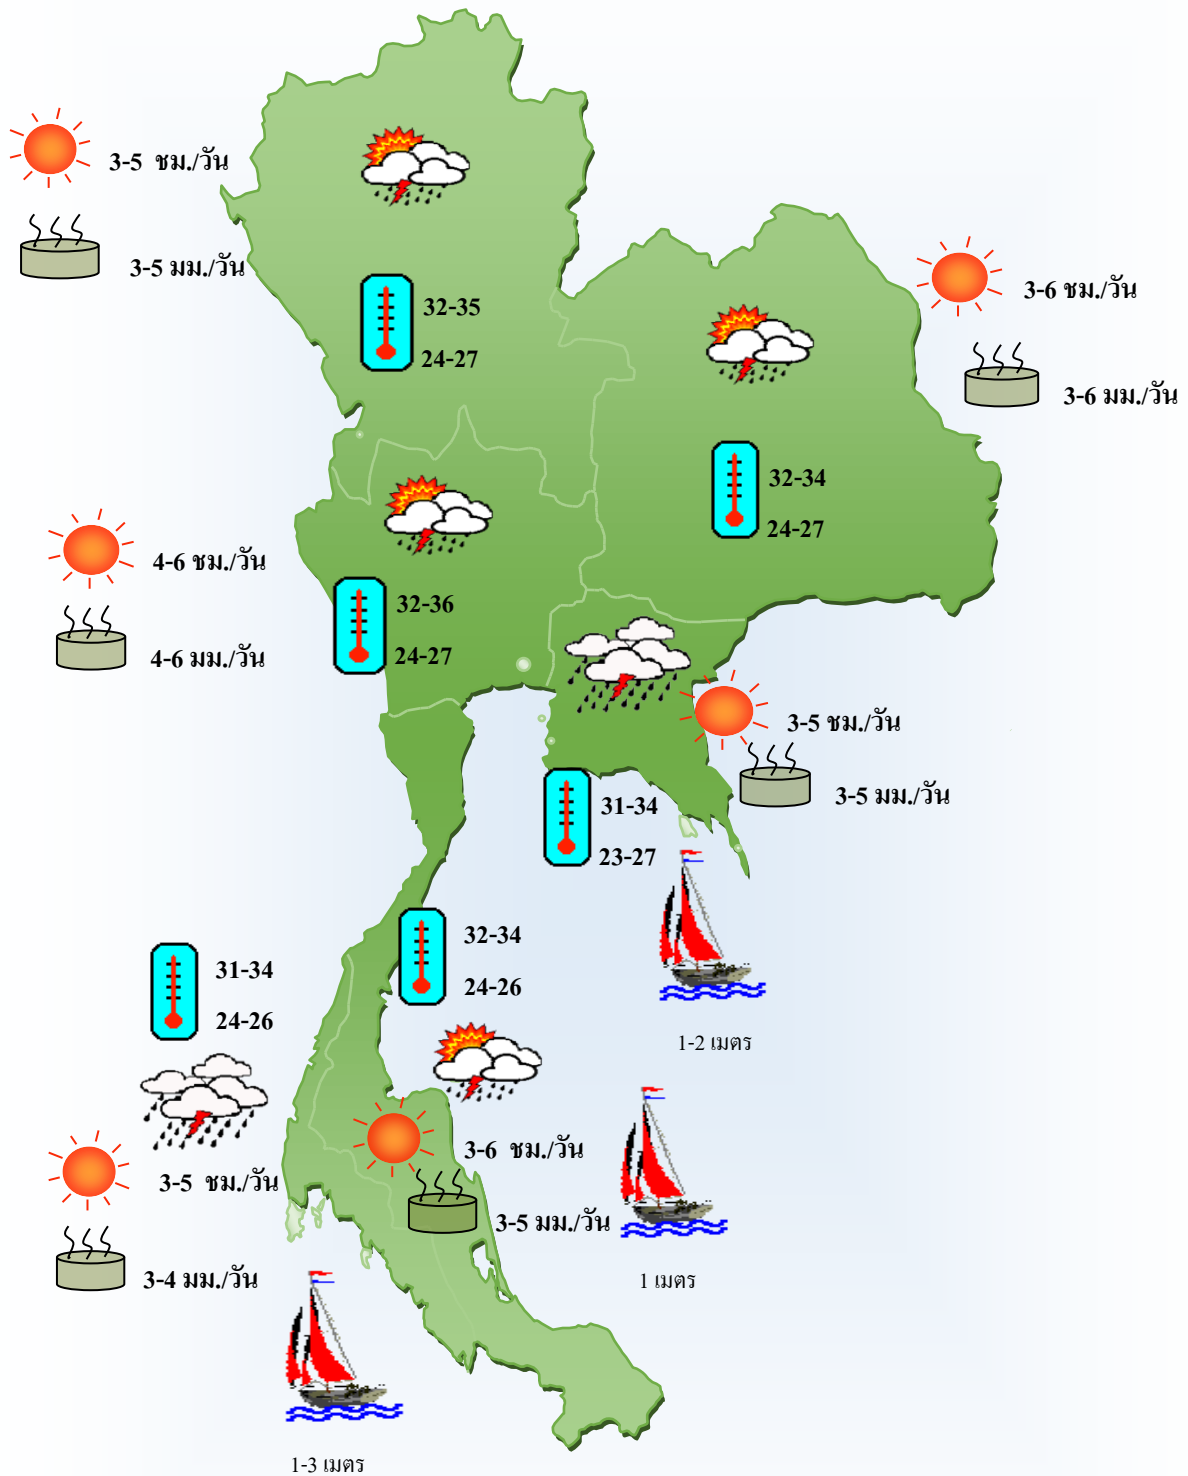 3-5 ชม./วัน
3-5 มม./วัน
32-35
24-27
3-6 ชม./วัน
3-6 มม./วัน
32-34
24-27
4-6 ชม./วัน
4-6 มม./วัน
32-36
24-27
3-5 ชม./วัน
3-5 มม./วัน
31-34
23-27
1-2 เมตร
32-34
24-26
31-34
24-26
3-6 ชม./วัน
3-5 มม./วัน
1 เมตร
3-5 ชม./วัน
3-4 มม./วัน
1-3 เมตร